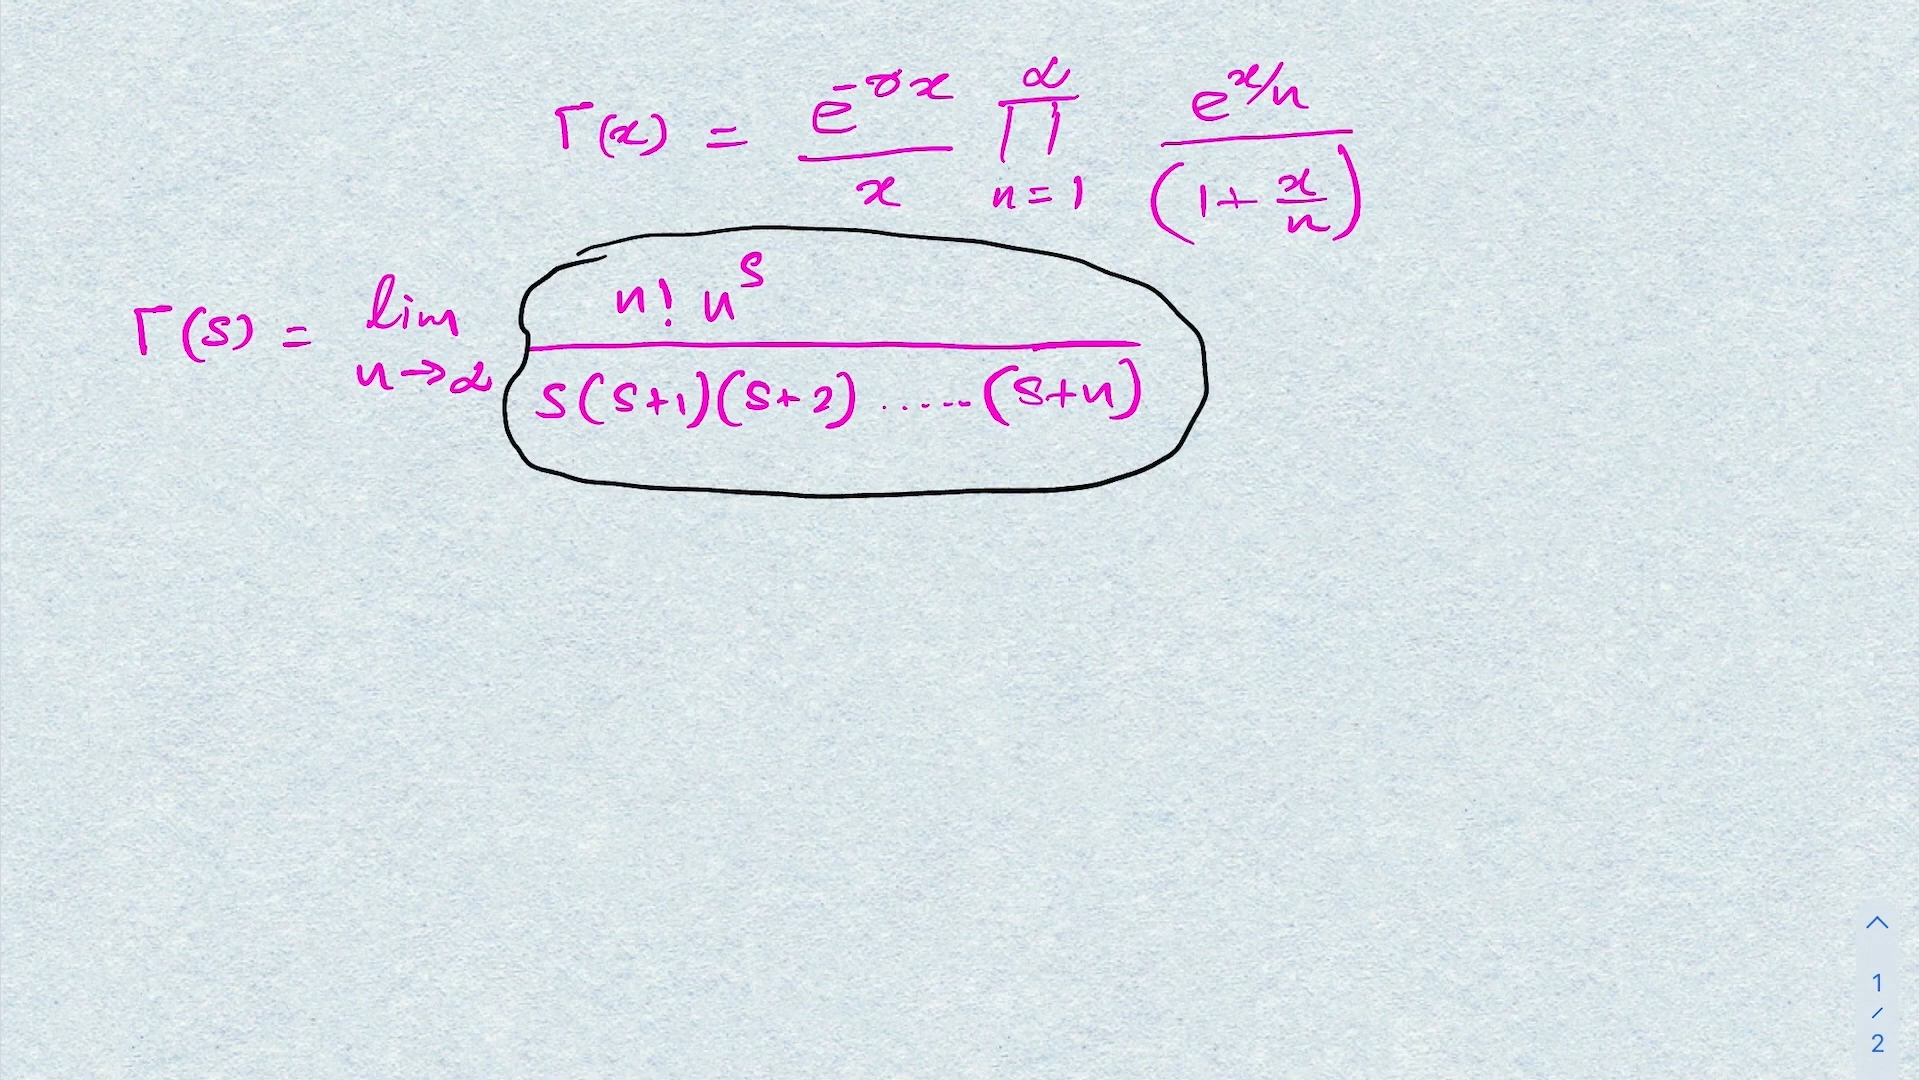 Γ(x) = e^{-γx}/x ∏_{n=1}^{∞} e^{x/n}/(1 + x/n)
Γ(s) = lim_{n→∞} n! n^s / s(s+1)(s+2) ..... (s+n)
1
/
2